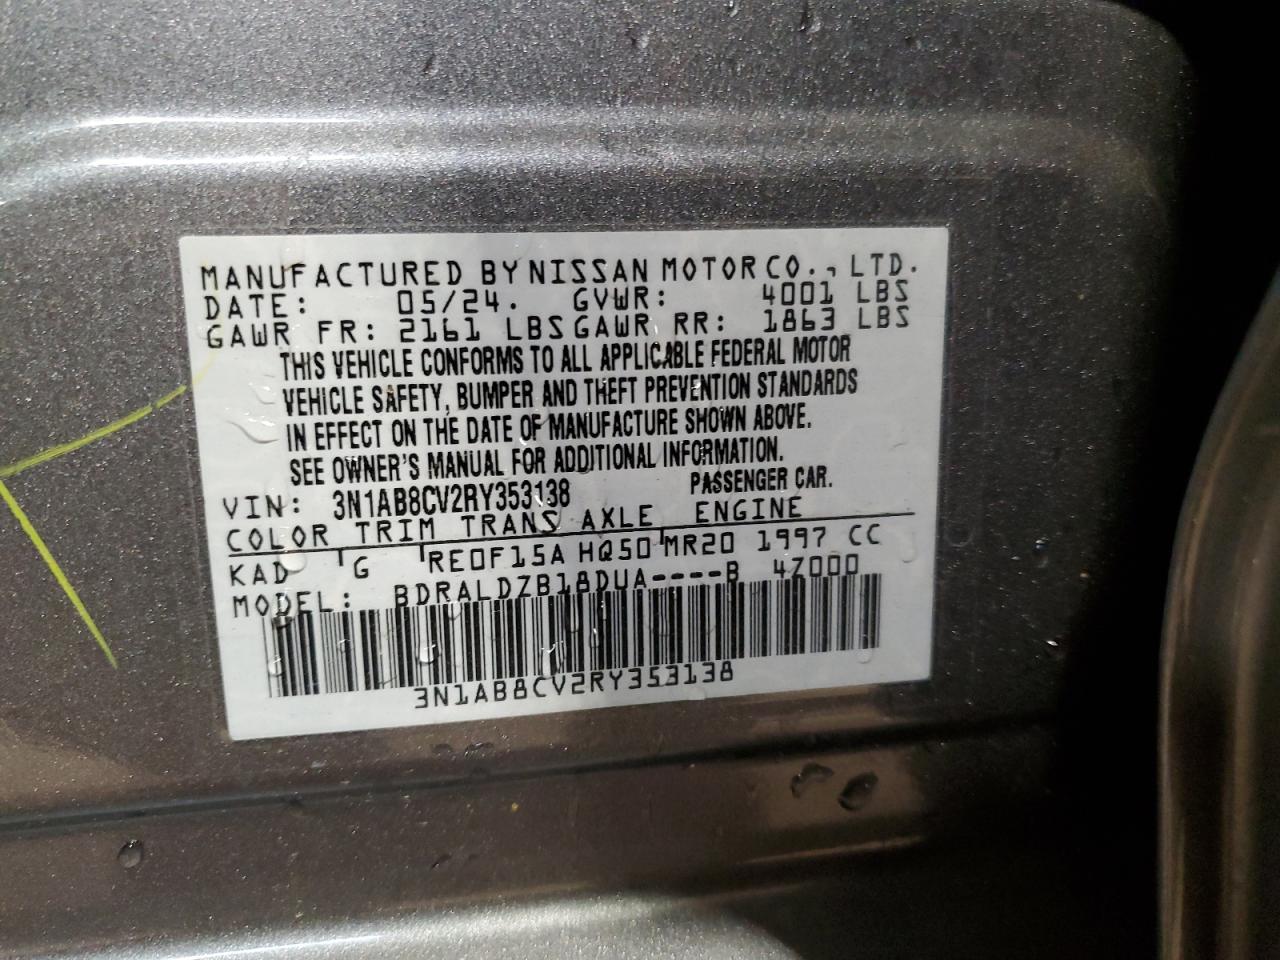 MANUFACTURED BY NISSAN MOTOR CO., LTD.
DATE: 05/24. GVWR: 4001 LBS
GAWR FR: 2161 LBS GAWR RR: 1863 LBS
THIS VEHICLE CONFORMS TO ALL APPLICABLE FEDERAL MOTOR
VEHICLE SAFETY, BUMPER AND THEFT PREVENTION STANDARDS
IN EFFECT ON THE DATE OF MANUFACTURE SHOWN ABOVE.
SEE OWNER'S MANUAL FOR ADDITIONAL INFORMATION.
VIN: 3N1AB8CV2RY353138 PASSENGER CAR.
COLOR TRIM TRANS AXLE ENGINE
KAD G RE0F15A HQ50 MR20 1997 CC
MODEL: BDRALDZB18DUA----B 4Z000
3N1AB8CV2RY353138